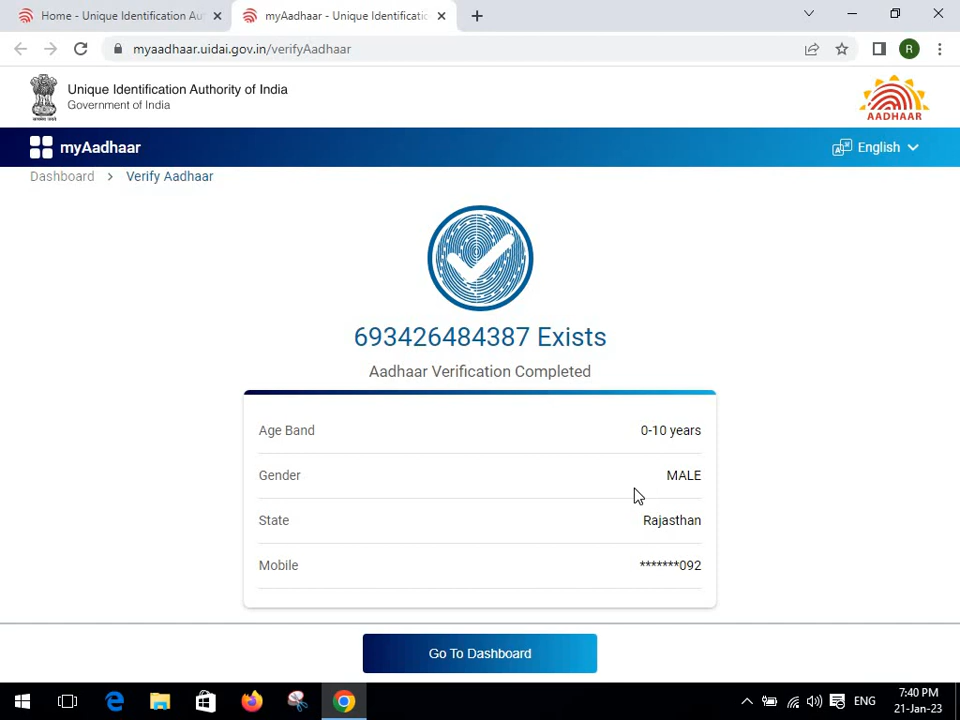 Home - Unique Identification Aut
myAadhaar - Unique Identificatio
myaadhaar.uidai.gov.in/verifyAadhaar
R
Unique Identification Authority of India
Government of India
AADHAAR
myAadhaar
English
Dashboard > Verify Aadhaar
693426484387 Exists
Aadhaar Verification Completed
Age Band 0-10 years
Gender MALE
State Rajasthan
Mobile *******092
Go To Dashboard
ENG
7:40 PM
21-Jan-23